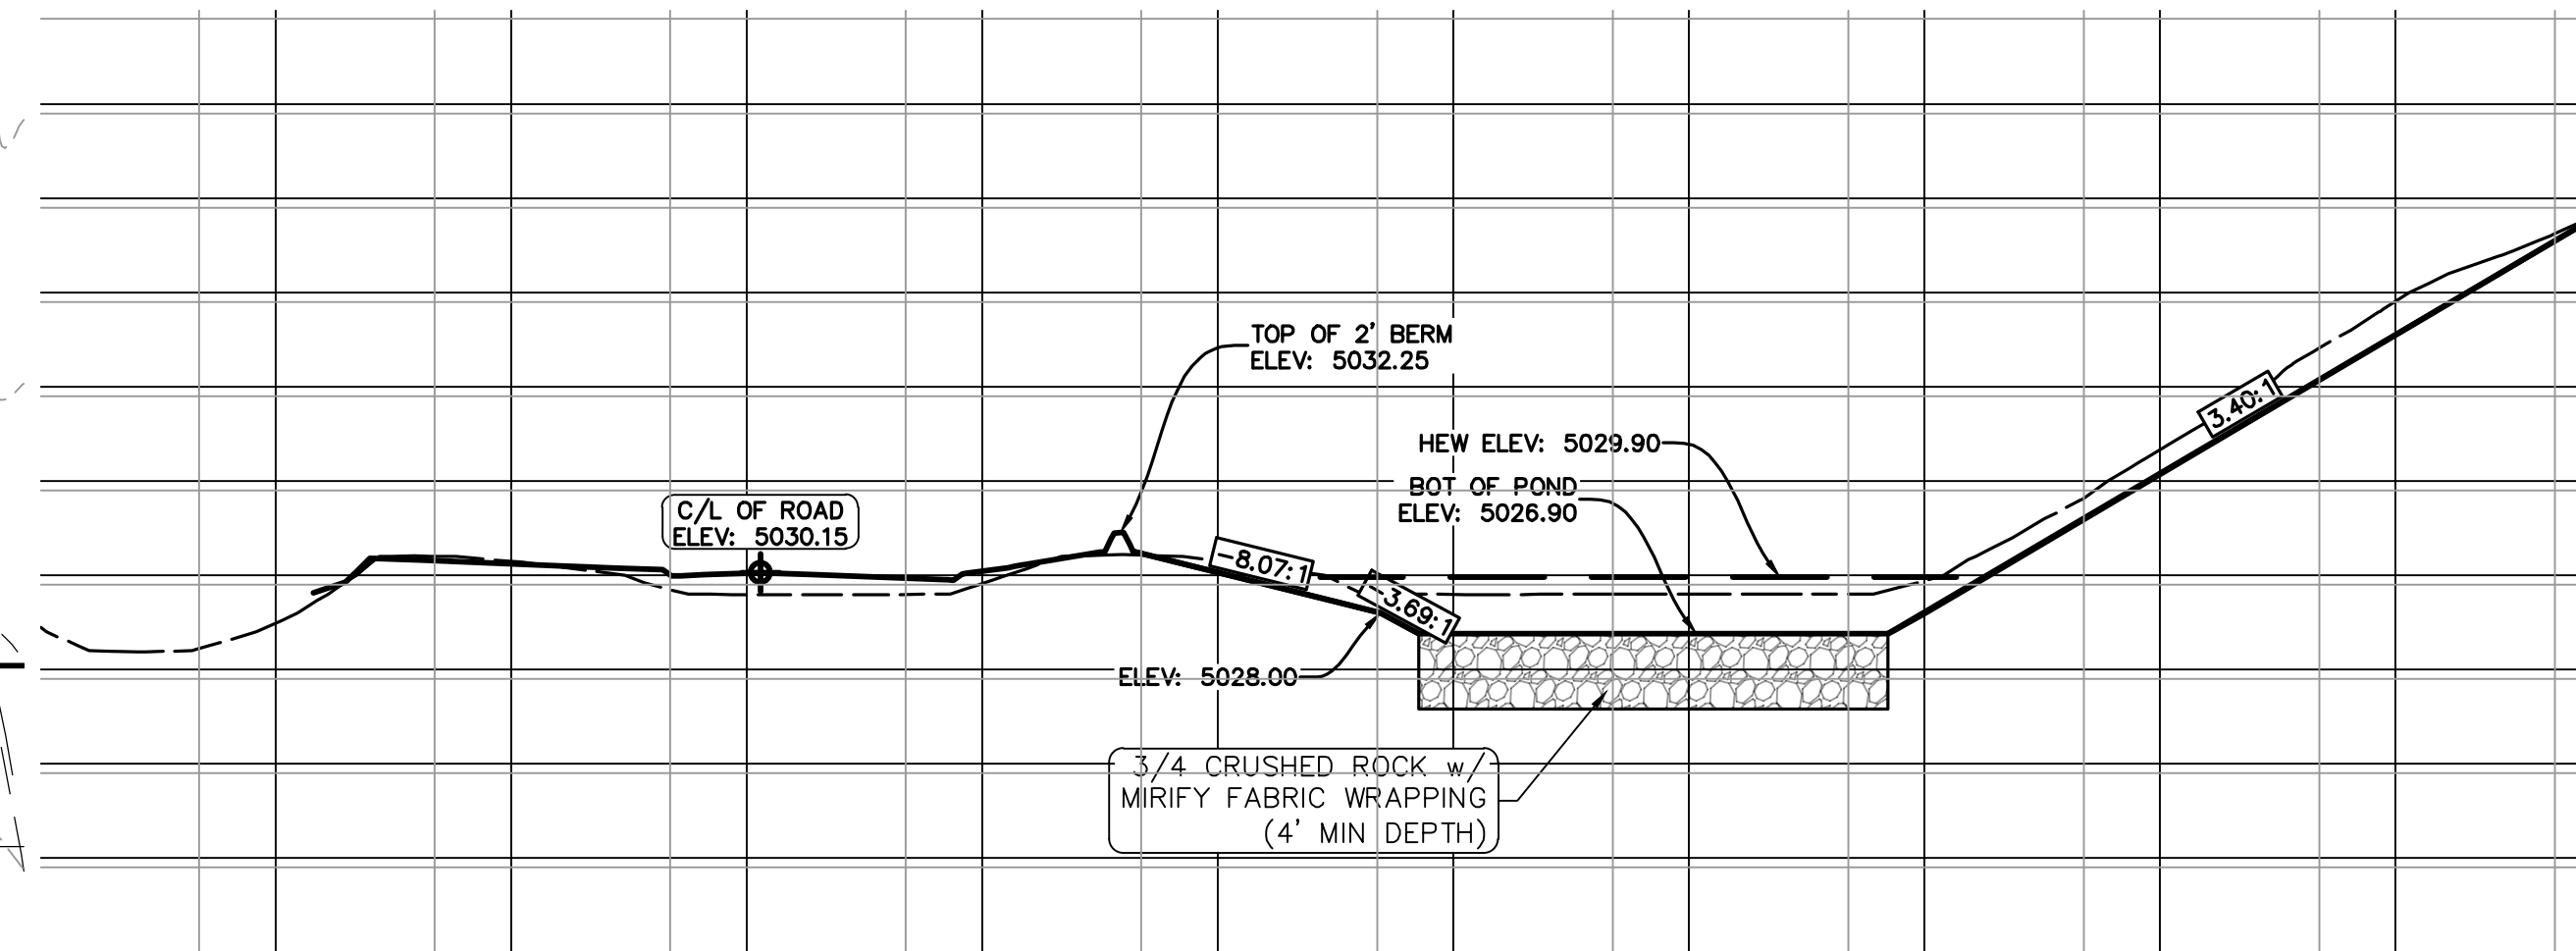 TOP OF 2' BERM
ELEV: 5032.25
HEW ELEV: 5029.90
BOT OF POND
ELEV: 5026.90
C/L OF ROAD
ELEV: 5030.15
3.40:1
-8.07:1
-3.69:1
ELEV: 5028.00
3/4 CRUSHED ROCK w/
MIRIFY FABRIC WRAPPING
(4' MIN DEPTH)